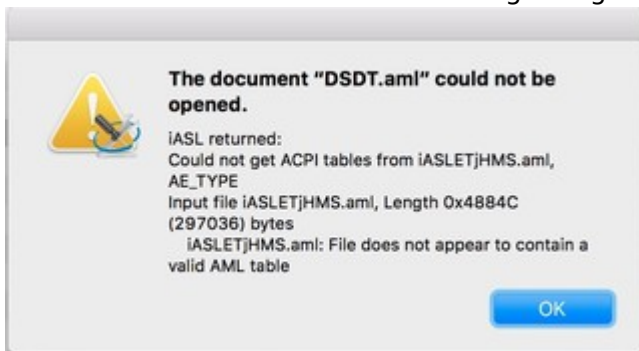 The document “DSDT.aml” could not be
opened.
iASL returned:
Could not get ACPI tables from iASLETjHMS.aml,
AE_TYPE
Input file iASLETjHMS.aml, Length 0x4884C
(297036) bytes
iASLETjHMS.aml: File does not appear to contain a
valid AML table
OK